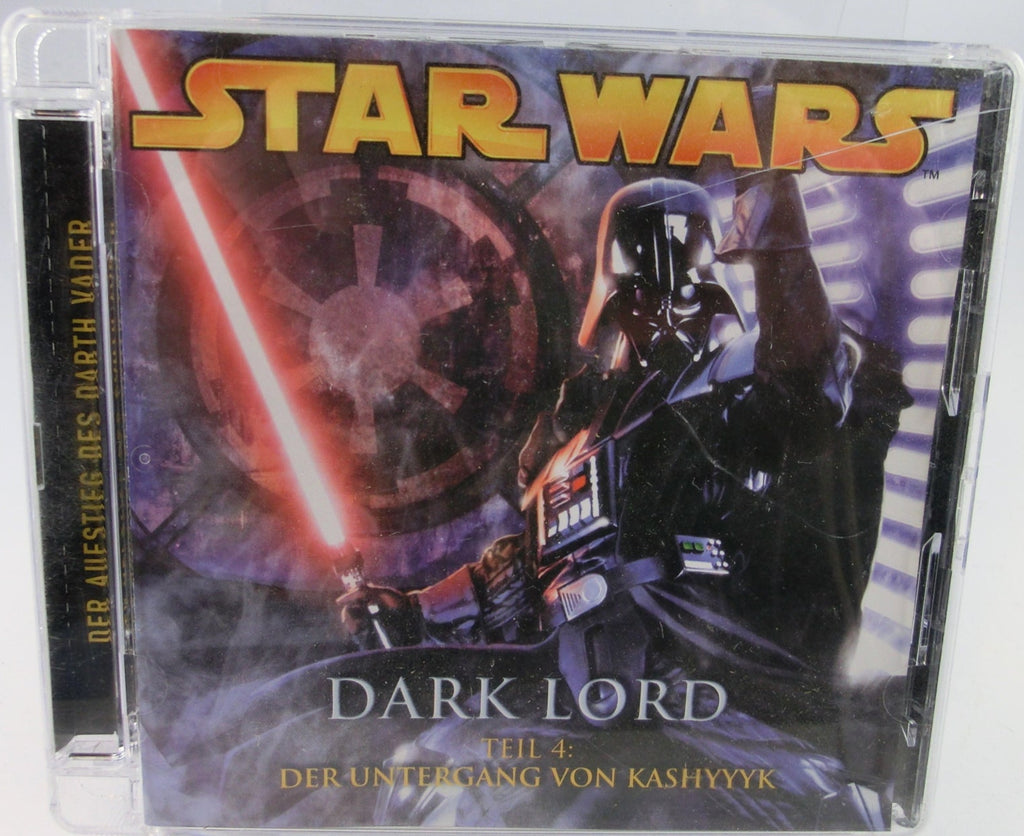 STAR WARS
TM
DER AUFSTIEG DES DARTH VADER
DARK LORD
TEIL 4:
DER UNTERGANG VON KASHYYYK